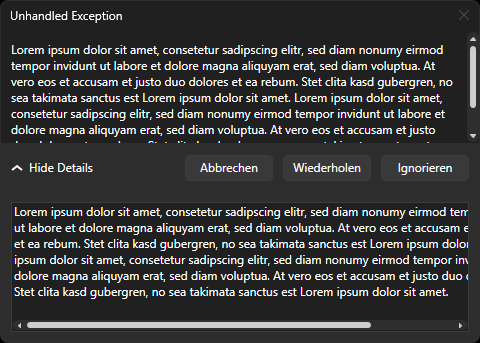 Unhandled Exception
Lorem ipsum dolor sit amet, consetetur sadipscing elitr, sed diam nonumy eirmod
tempor invidunt ut labore et dolore magna aliquyam erat, sed diam voluptua. At
vero eos et accusam et justo duo dolores et ea rebum. Stet clita kasd gubergren, no
sea takimata sanctus est Lorem ipsum dolor sit amet. Lorem ipsum dolor sit amet,
consetetur sadipscing elitr, sed diam nonumy eirmod tempor invidunt ut labore et
dolore magna aliquyam erat, sed diam voluptua. At vero eos et accusam et justo
Hide Details
Abbrechen
Wiederholen
Ignorieren
Lorem ipsum dolor sit amet, consetetur sadipscing elitr, sed diam nonumy eirmod tem
ut labore et dolore magna aliquyam erat, sed diam voluptua. At vero eos et accusam e
et ea rebum. Stet clita kasd gubergren, no sea takimata sanctus est Lorem ipsum dolor
ipsum dolor sit amet, consetetur sadipscing elitr, sed diam nonumy eirmod tempor inv
dolore magna aliquyam erat, sed diam voluptua. At vero eos et accusam et justo duo d
Stet clita kasd gubergren, no sea takimata sanctus est Lorem ipsum dolor sit amet.